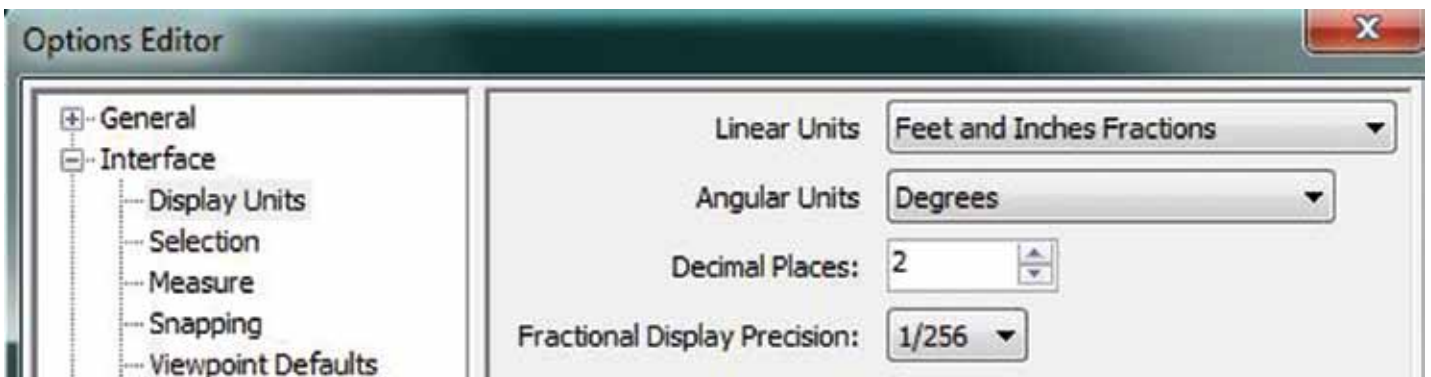 Options Editor
General
Interface
Display Units
Selection
Measure
Snapping
Viewpoint Defaults
Linear Units Feet and Inches Fractions
Angular Units Degrees
Decimal Places: 2
Fractional Display Precision: 1/256